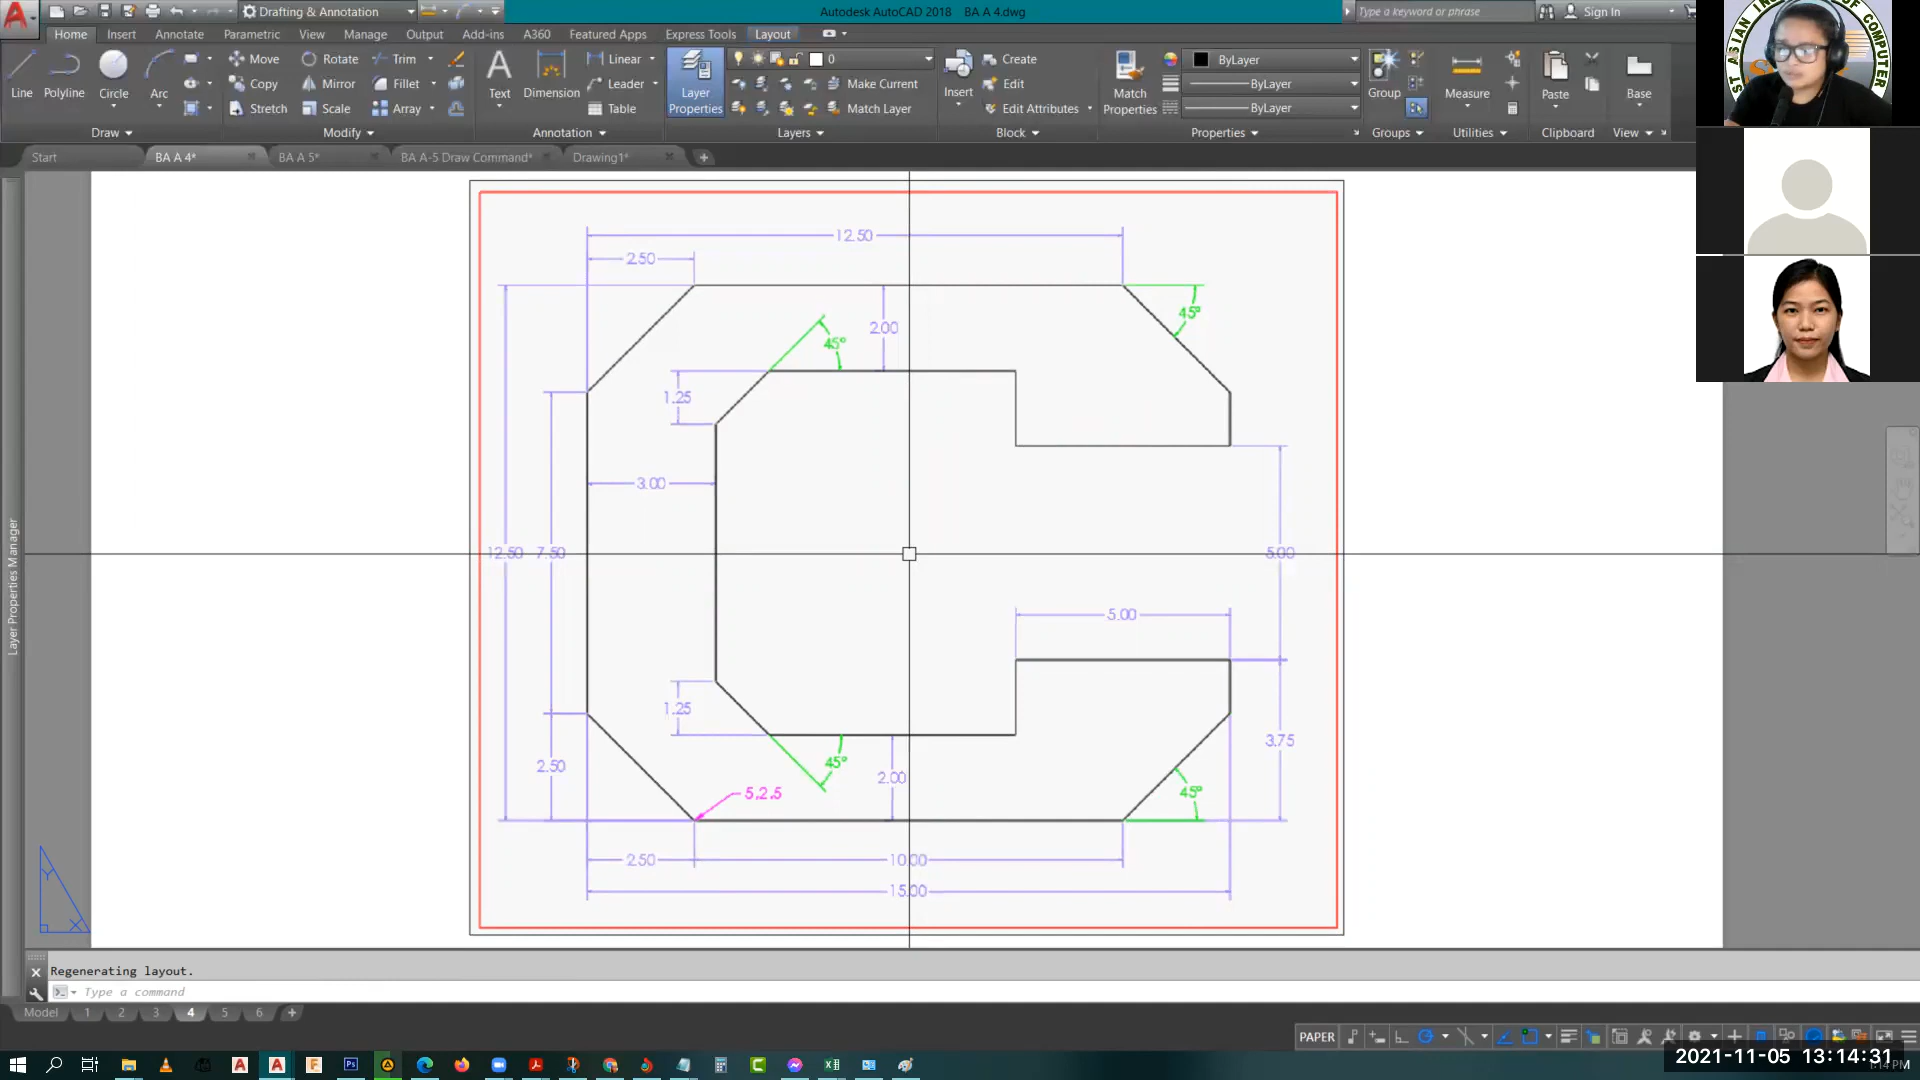 Drafting & Annotation
Autodesk AutoCAD 2018 BA A 4.dwg
Type a keyword or phrase
Sign In
Home Insert Annotate Parametric View Manage Output Add-ins A360 Featured Apps Express Tools Layout
Line Polyline Circle Arc
Move Rotate Trim
Copy Mirror Fillet
Stretch Scale Array
Text Dimension
Linear
Leader
Table
Layer Properties
0
Make Current
Match Layer
Insert
Create
Edit
Edit Attributes
Match Properties
ByLayer
ByLayer
ByLayer
Group
Measure
Paste
Base
Draw Modify Annotation Layers Block Properties Groups Utilities Clipboard View
Start BA A 4* BA A 5* BA A-5 Draw Command* Drawing1*
ST ASIAN IN OF COMPUTER
12.50
2.50
45°
2.00
45°
1.25
3.00
12.50 7.50 5.00
5.00
1.25
3.75
2.50
45°
2.00
5,2.5
45°
2.50 10.00
15.00
Layer Properties Manager
Y
X
Regenerating layout.
Type a command
Model 1 2 3 4 5 6 +
PAPER
2021-11-05 13:14:31